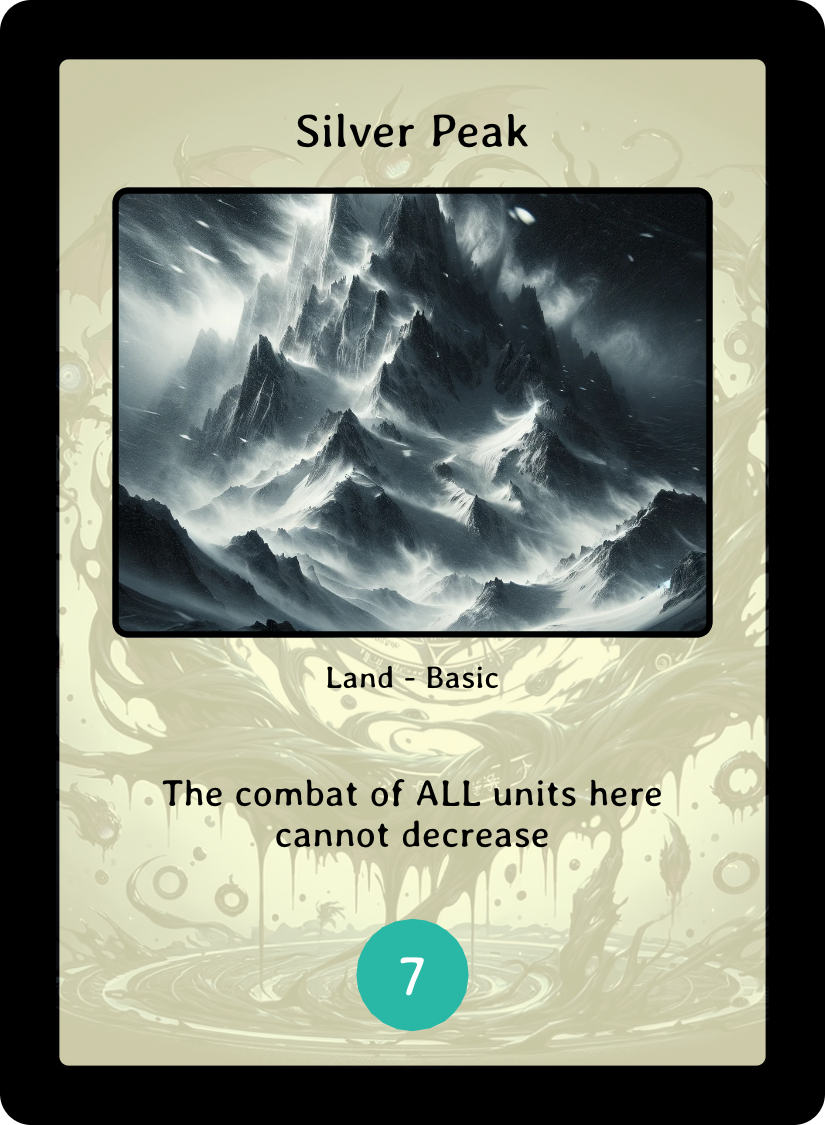 Silver Peak
Land - Basic
The combat of ALL units here
cannot decrease
7